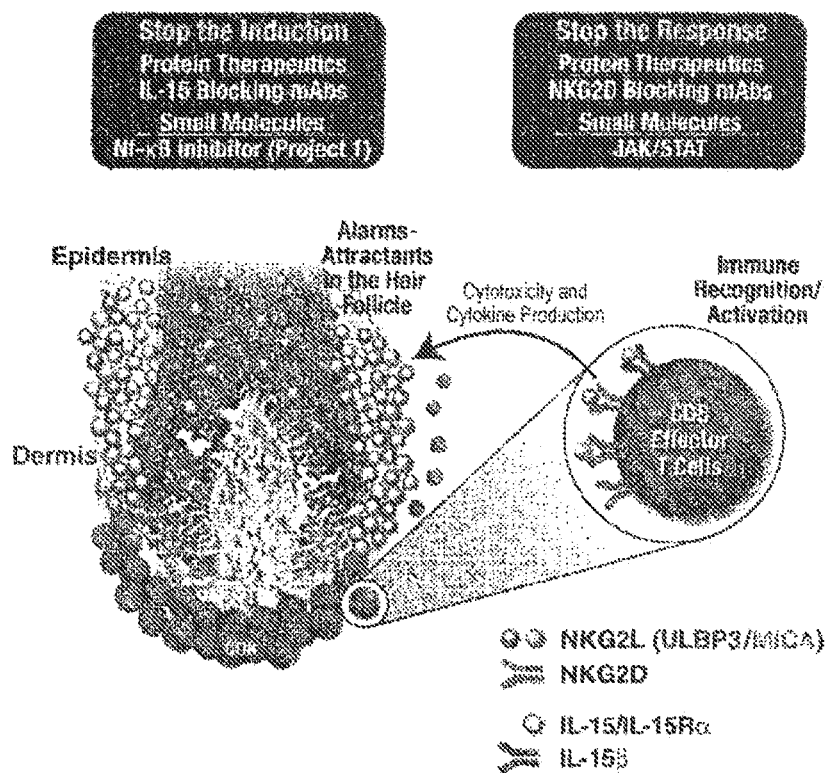 Stop the Induction
Protein Therapeutics
IL-15 Blocking mAbs
Small Molecules
Nf-κB Inhibitor (Project 1)
Stop the Response
Protein Therapeutics
NKG2D Blocking mAbs
Small Molecules
JAK/STAT
Epidermis
Alarms-
Attractants
in the Hair
Follicle
Cytotoxicity and
Cytokine Production
Immune
Recognition/
Activation
Dermis
CD8
Effector
T Cells
NKG2L (ULBP3/MICA)
NKG2D
IL-15/IL-15Rα
IL-15β